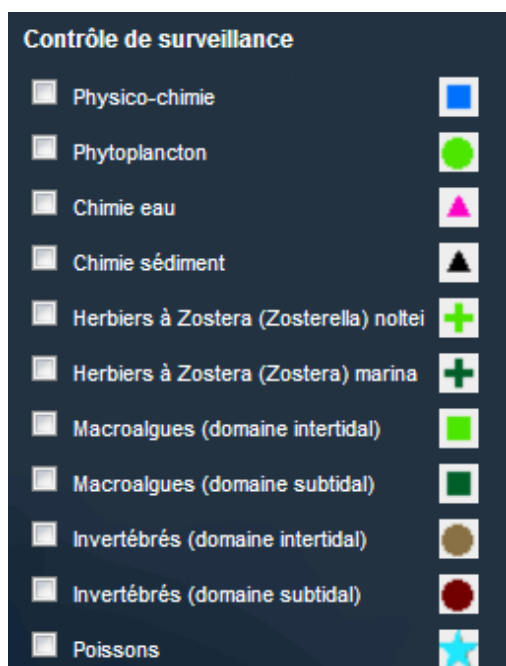 Contrôle de surveillance
Physico-chimie
Phytoplancton
Chimie eau
Chimie sédiment
Herbiers à Zostera (Zosterella) noltei
Herbiers à Zostera (Zostera) marina
Macroalgues (domaine intertidal)
Macroalgues (domaine subtidal)
Invertébrés (domaine intertidal)
Invertébrés (domaine subtidal)
Poissons